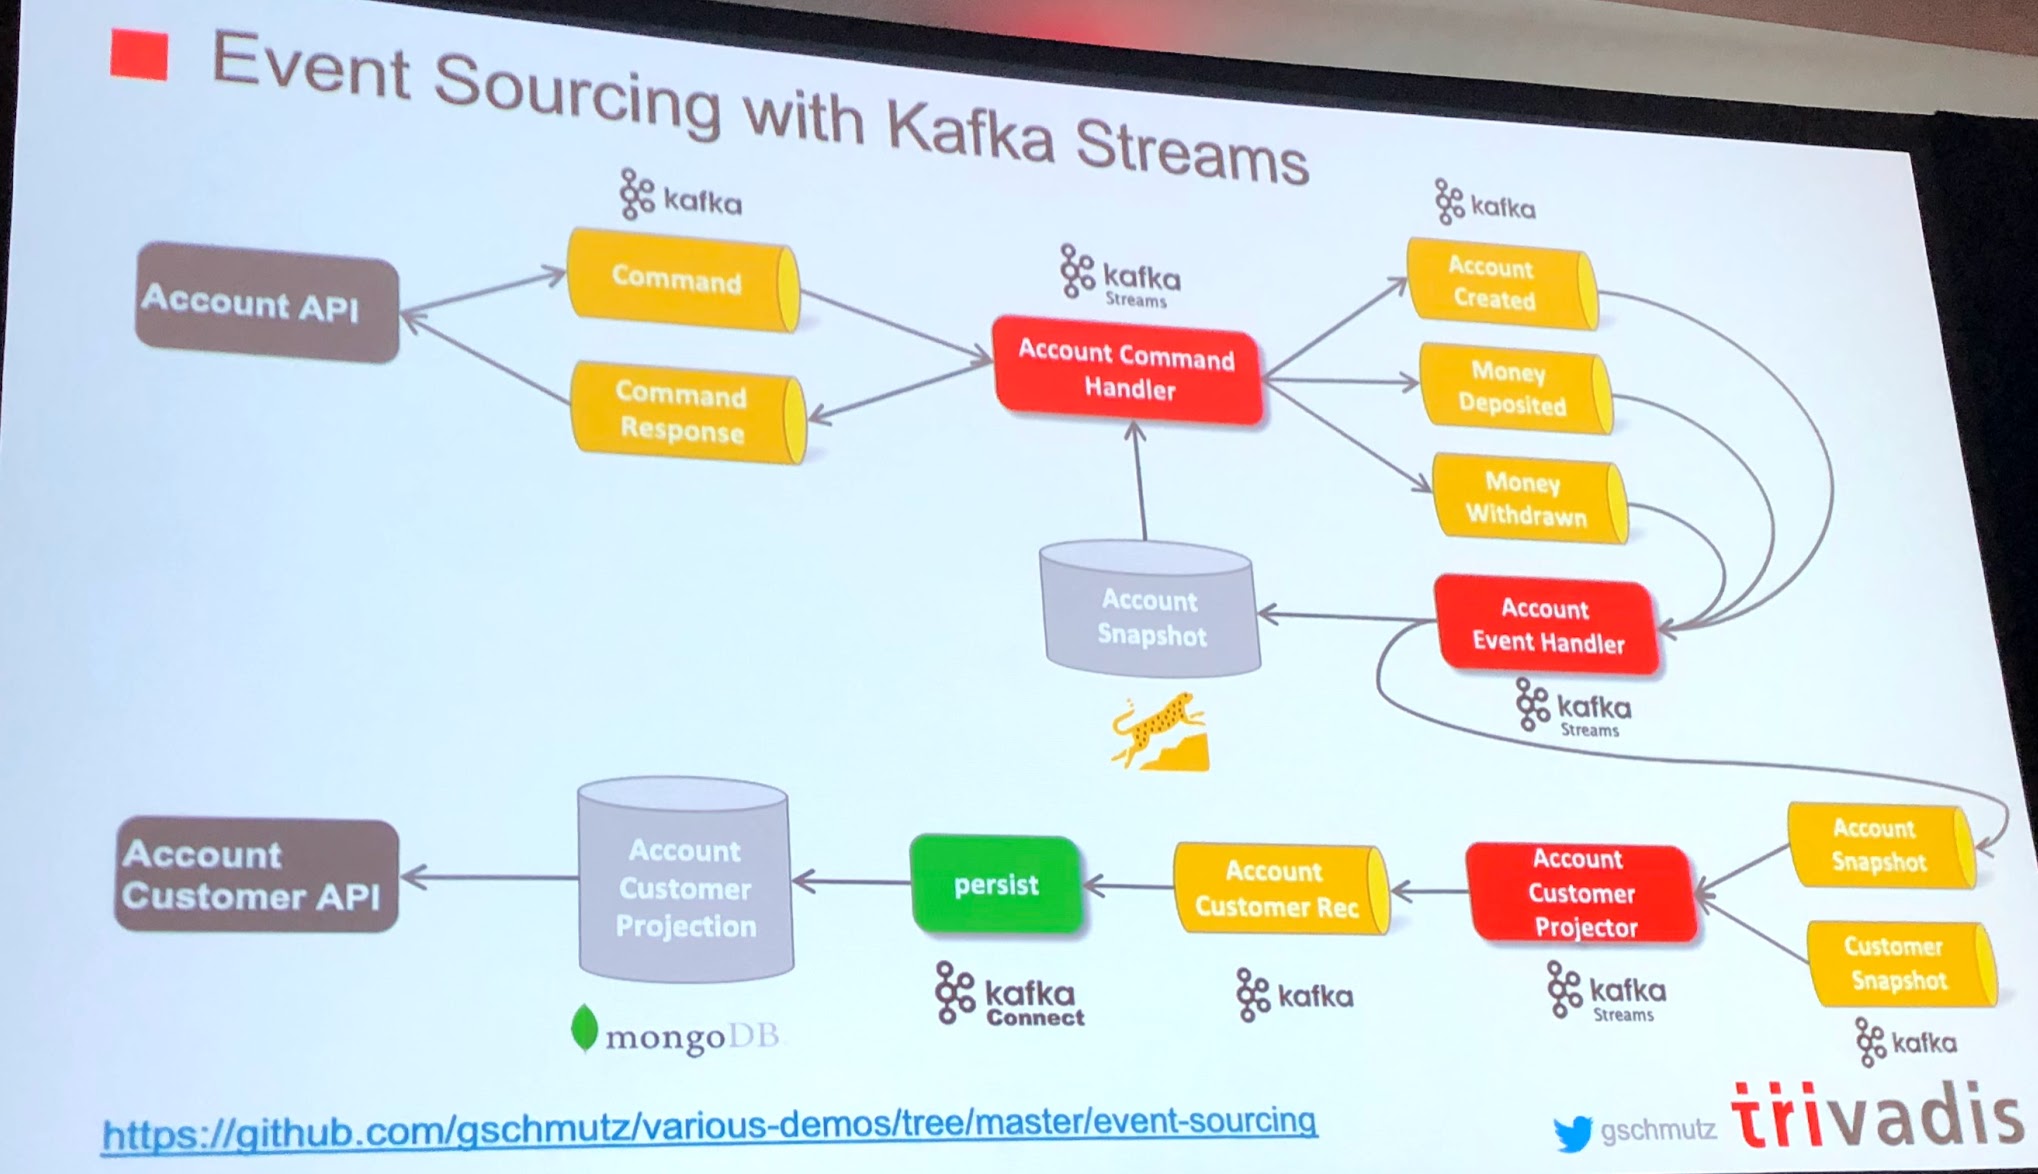 Event Sourcing with Kafka Streams
kafka
kafka
Account API
Command
kafka
Streams
Account
Created
Command
Response
Account Command
Handler
Money
Deposited
Money
Withdrawn
Account
Snapshot
Account
Event Handler
kafka
Streams
Account
Customer API
Account
Customer
Projection
persist
Account
Customer Rec
Account
Customer
Projector
Account
Snapshot
Customer
Snapshot
mongoDB
kafka
Connect
kafka
kafka
Streams
kafka
https://github.com/gschmutz/various-demos/tree/master/event-sourcing
gschmutz
trivadis